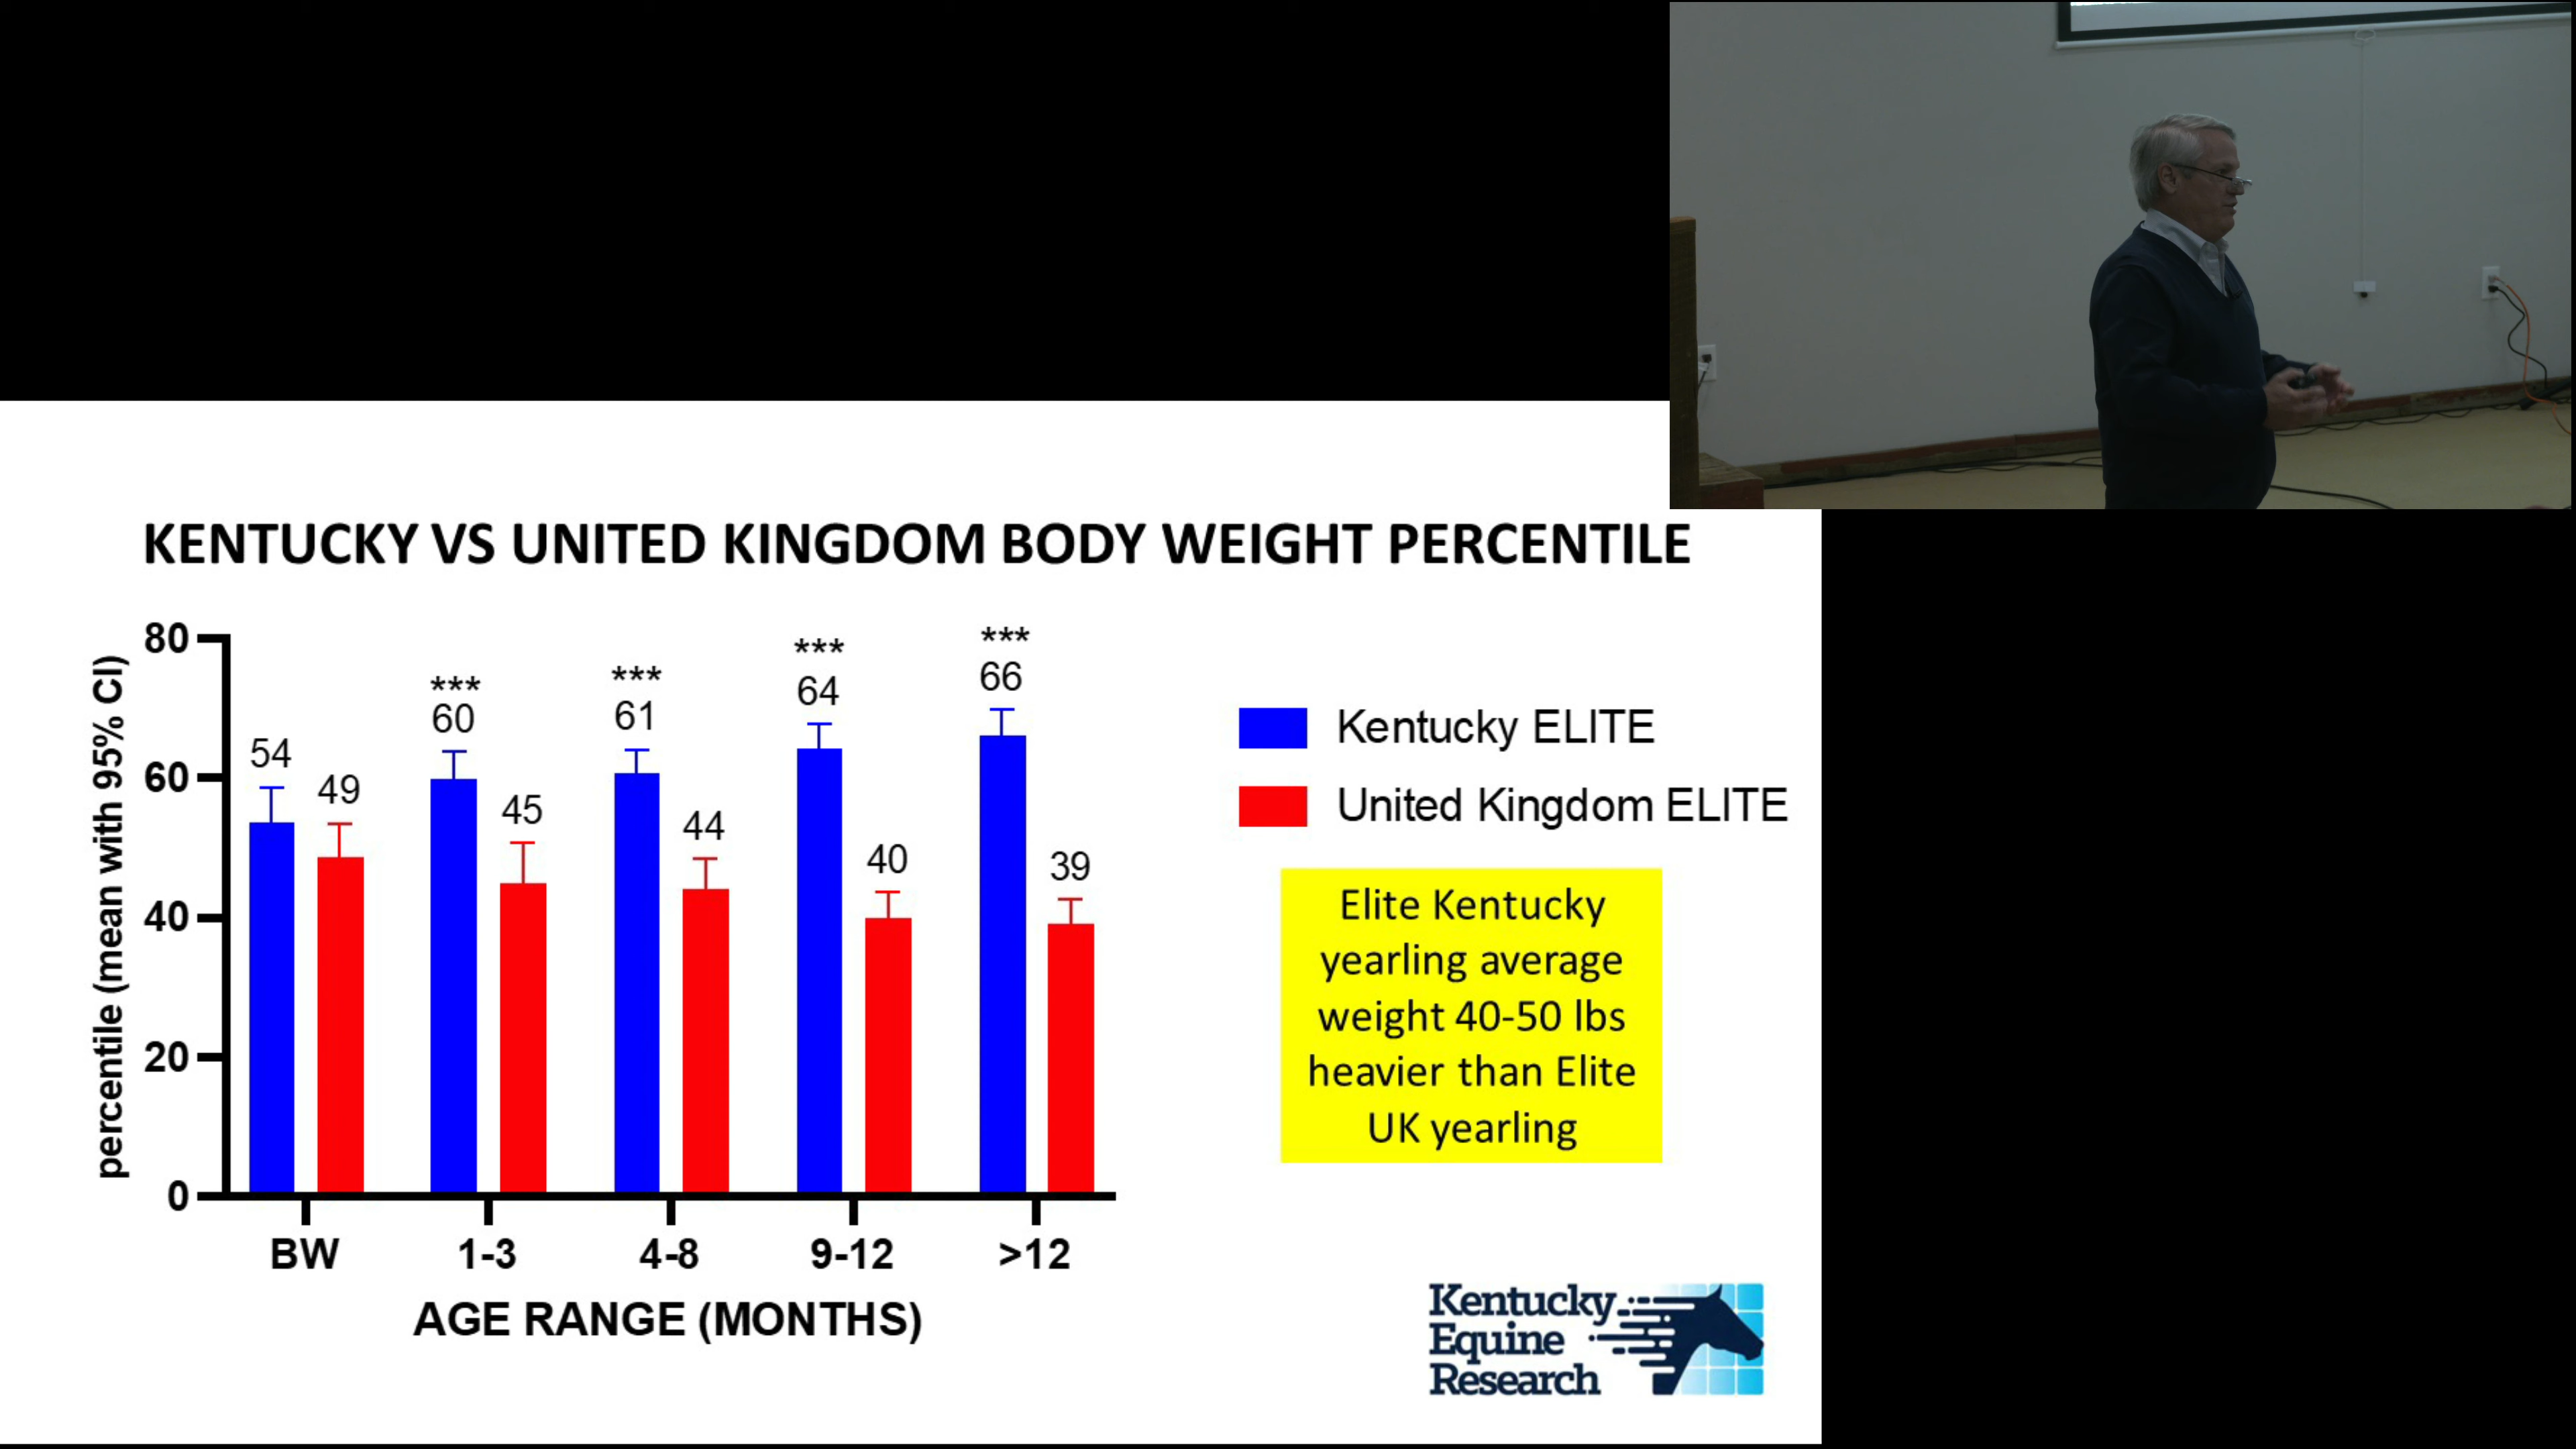 KENTUCKY VS UNITED KINGDOM BODY WEIGHT PERCENTILE
percentile (mean with 95% CI)
80
60
40
20
0
54
49
***
60
45
***
61
44
***
64
40
***
66
39
BW
1-3
4-8
9-12
>12
AGE RANGE (MONTHS)
Kentucky ELITE
United Kingdom ELITE
Elite Kentucky
yearling average
weight 40-50 lbs
heavier than Elite
UK yearling
Kentucky
Equine
Research